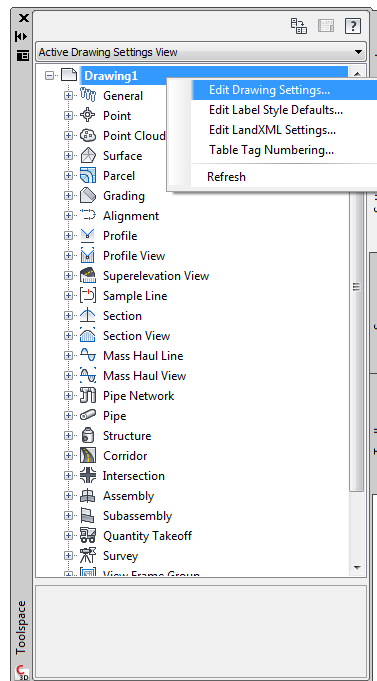 Active Drawing Settings View
Drawing1
Edit Drawing Settings...
General
Edit Label Style Defaults...
Point
Edit LandXML Settings...
Point Cloud
Table Tag Numbering...
Surface
Refresh
Parcel
Grading
Alignment
Profile
Profile View
Superelevation View
Sample Line
Section
Section View
Mass Haul Line
Mass Haul View
Pipe Network
Pipe
Structure
Corridor
Intersection
Assembly
Subassembly
Quantity Takeoff
Survey
View Frame Group
Toolspace
C3D